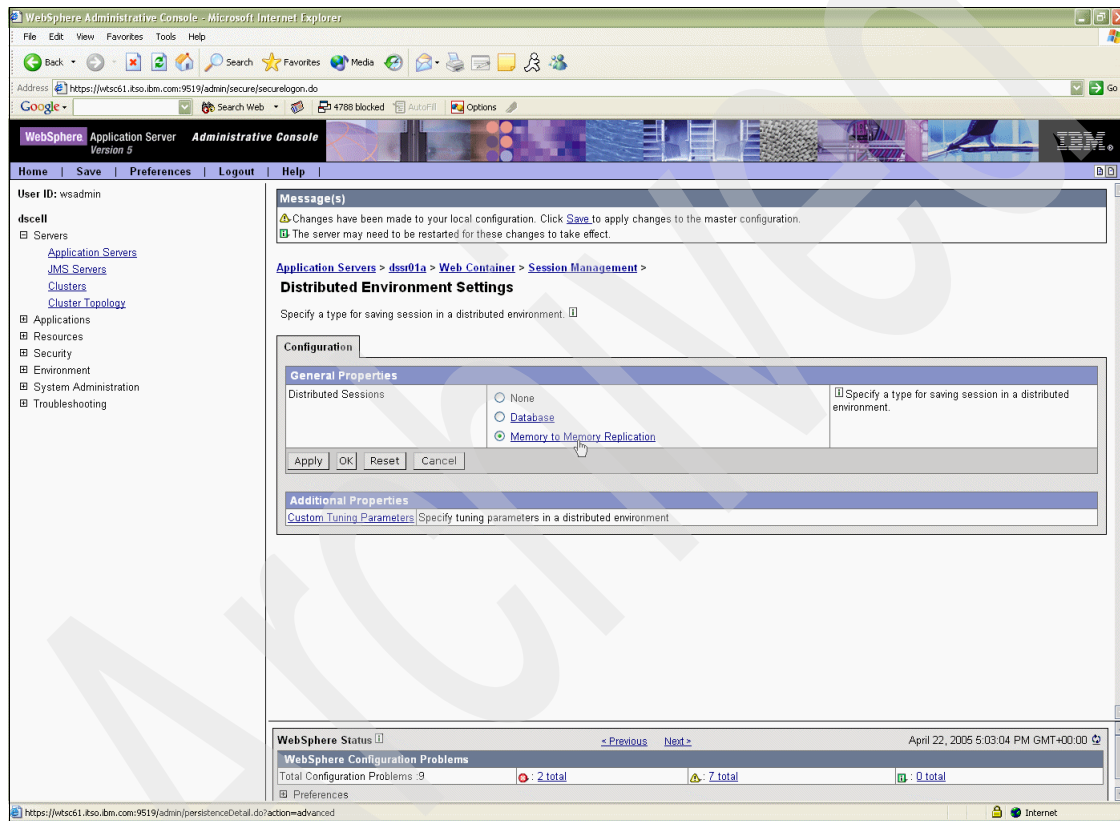 WebSphere Administrative Console - Microsoft Internet Explorer
File Edit View Favorites Tools Help
Back Search Favorites Media
Address https://wtsc61.itso.ibm.com:9519/admin/secure/securelogon.do Go
Google Search Web 4788 blocked AutoFill Options
WebSphere Application Server Administrative Console
Version 5
IBM
Home | Save | Preferences | Logout | Help |
User ID: wsadmin
dscell
Servers
Application Servers
JMS Servers
Clusters
Cluster Topology
Applications
Resources
Security
Environment
System Administration
Troubleshooting
Message(s)
Changes have been made to your local configuration. Click Save to apply changes to the master configuration.
The server may need to be restarted for these changes to take effect.
Application Servers > dssr01a > Web Container > Session Management >
Distributed Environment Settings
Specify a type for saving session in a distributed environment.
Configuration
General Properties
Distributed Sessions
None
Database
Memory to Memory Replication
Specify a type for saving session in a distributed environment.
Apply OK Reset Cancel
Additional Properties
Custom Tuning Parameters Specify tuning parameters in a distributed environment
WebSphere Status < Previous Next > April 22, 2005 5:03:04 PM GMT+00:00
WebSphere Configuration Problems
Total Configuration Problems :9 : 2 total : 7 total : 0 total
Preferences
https://wtsc61.itso.ibm.com:9519/admin/persistenceDetail.do?action=advanced Internet
Archived